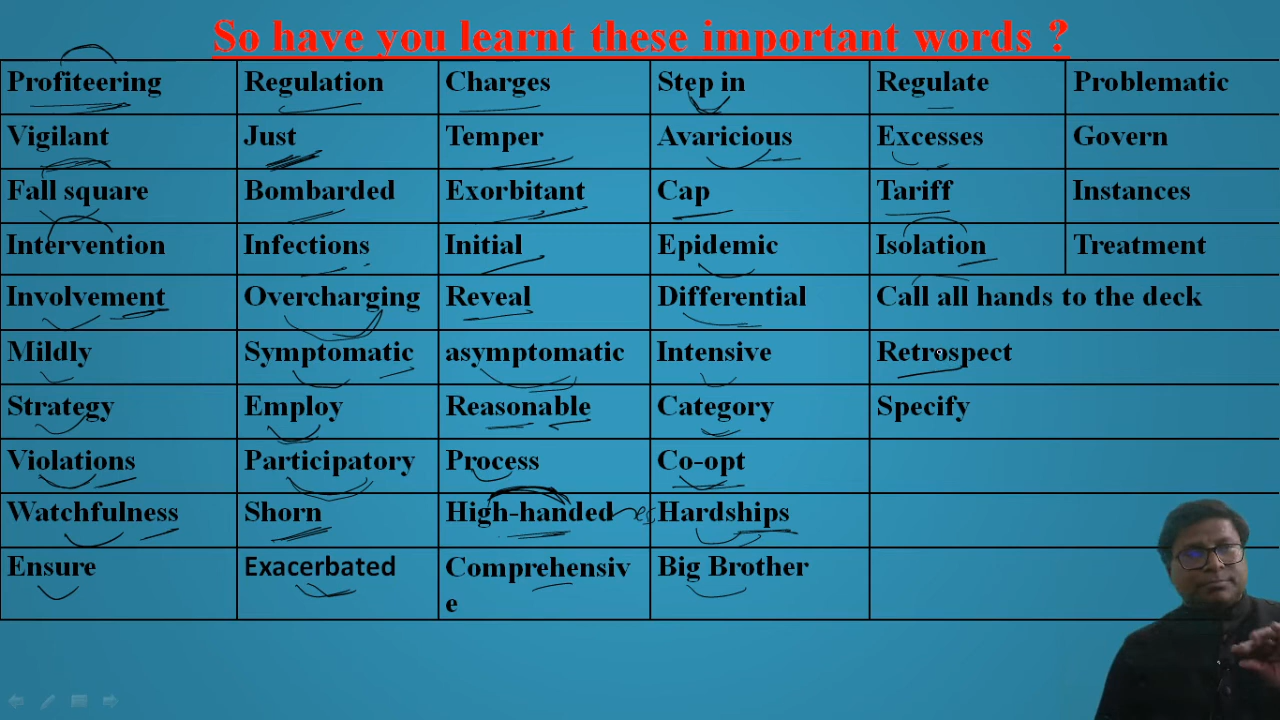 So have you learnt these important words ?
Profiteering Regulation Charges Step in Regulate Problematic
Vigilant Just Temper Avaricious Excesses Govern
Fall square Bombarded Exorbitant Cap Tariff Instances
Intervention Infections Initial Epidemic Isolation Treatment
Involvement Overcharging Reveal Differential Call all hands to the deck
Mildly Symptomatic asymptomatic Intensive Retrospect
Strategy Employ Reasonable Category Specify
Violations Participatory Process Co-opt
Watchfulness Shorn High-handed Hardships
Ensure Exacerbated Comprehensiv Big Brother
e